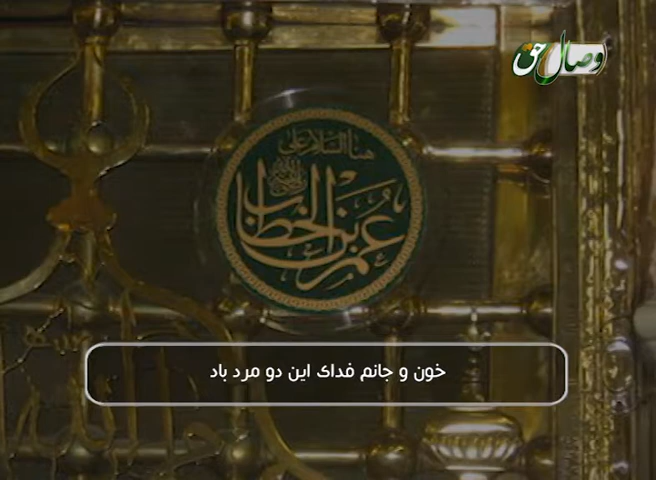 وصال حق
هنا السلام على
عمر بن الخطاب
خون و جانم فدای این دو مرد باد